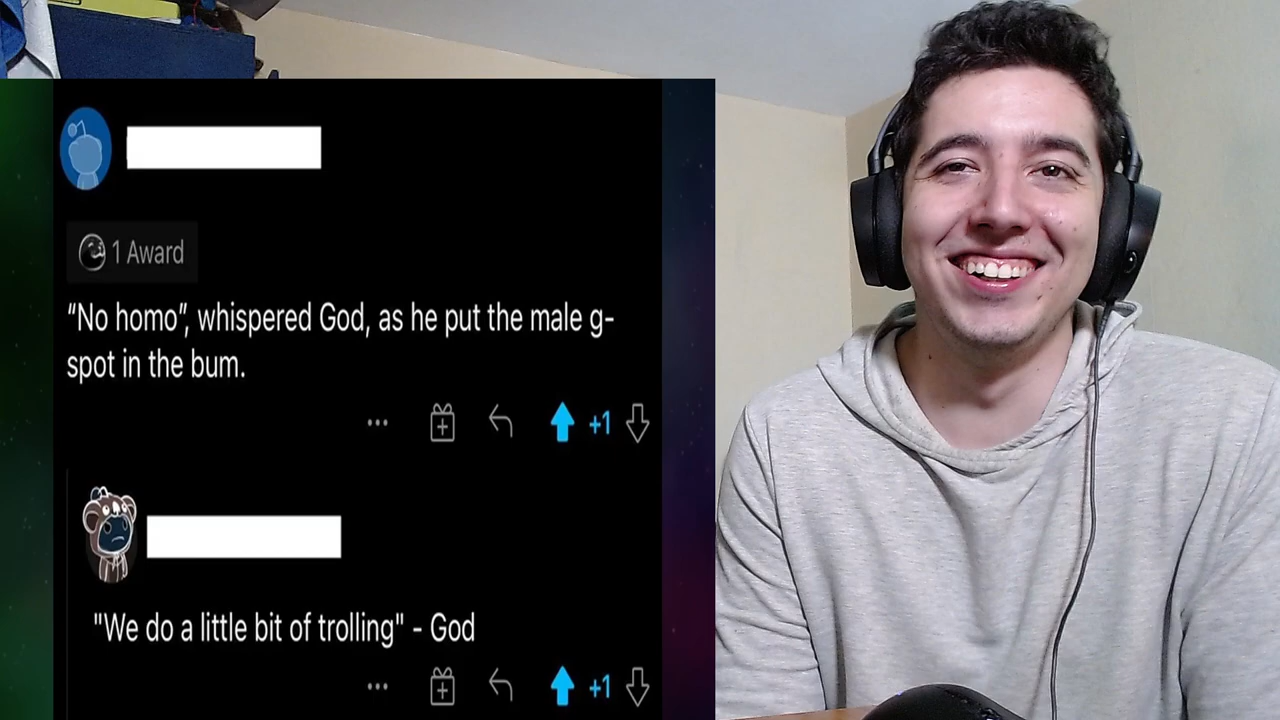 1 Award
“No homo”, whispered God, as he put the male g-
spot in the bum.
+1
"We do a little bit of trolling" - God
+1